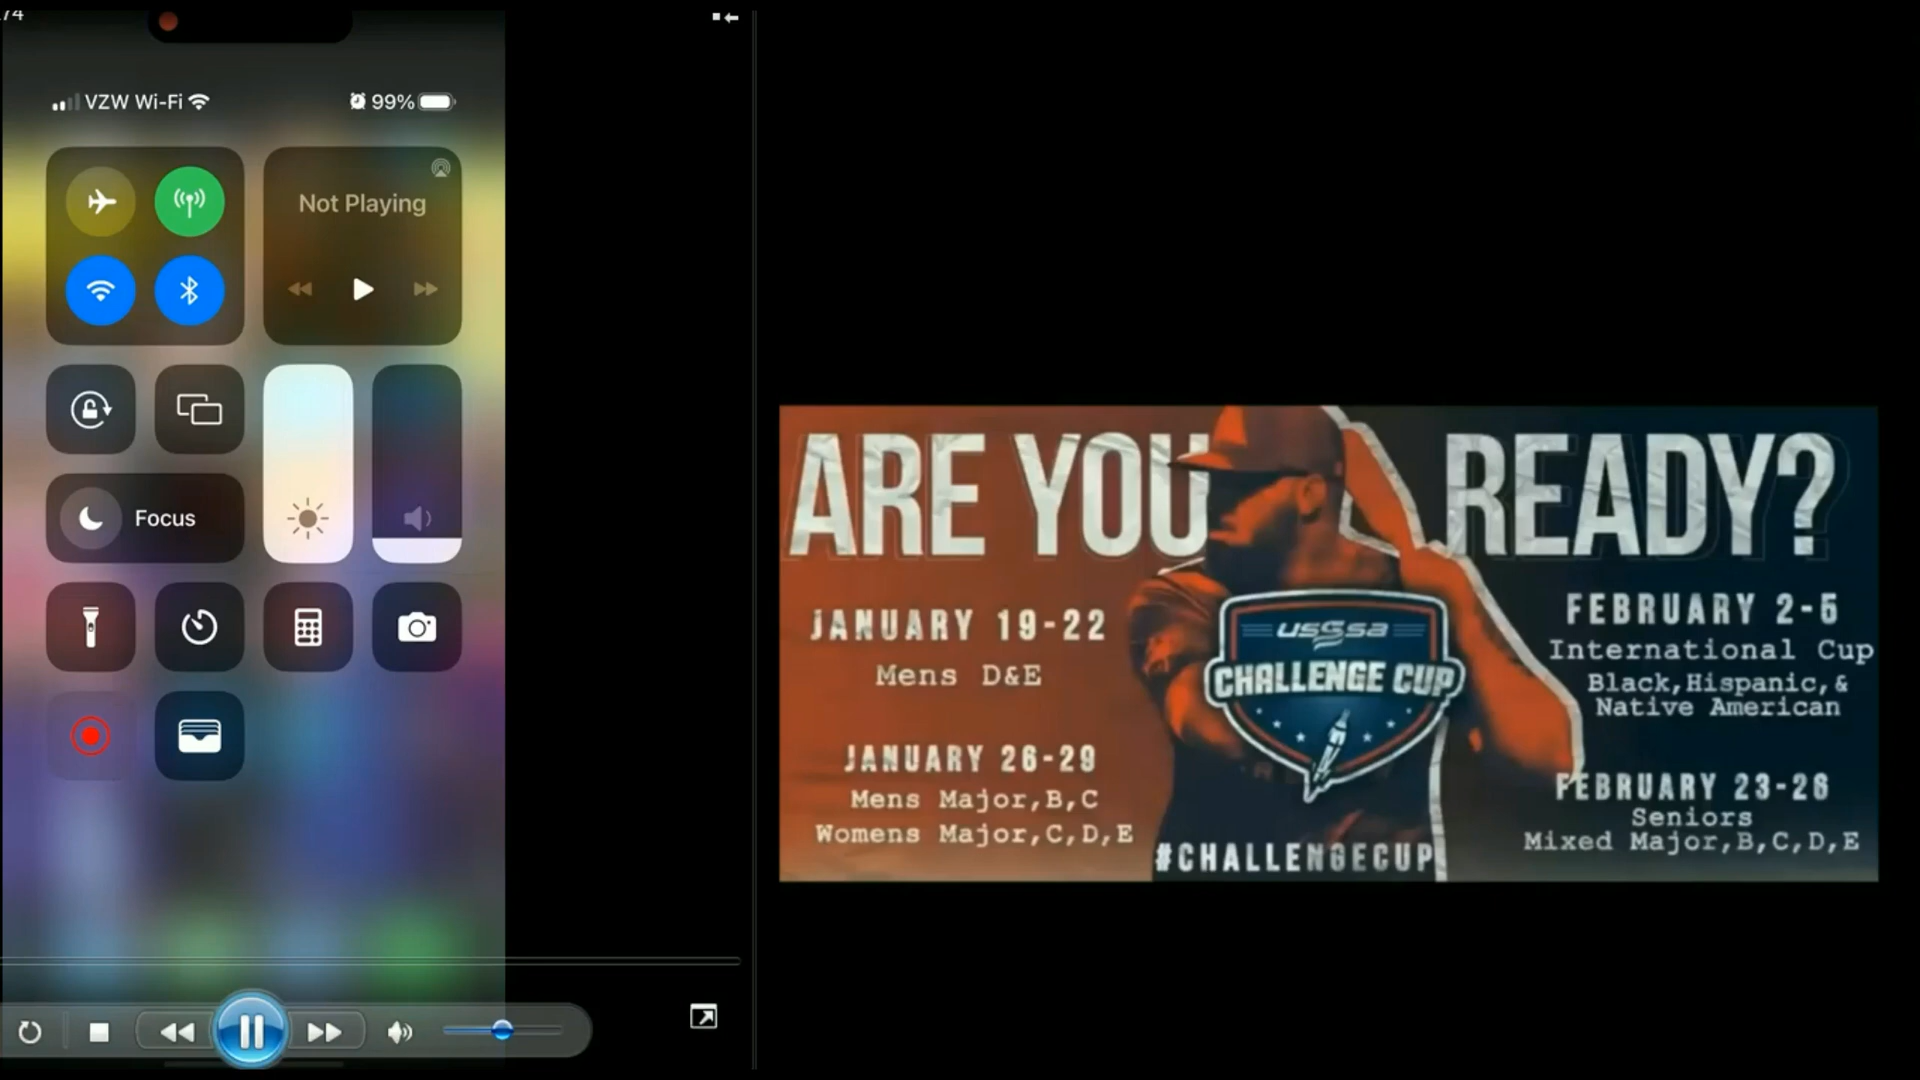 74
VZW Wi-Fi
99%
Not Playing
Focus
ARE YOU READY?
JANUARY 19-22
Mens D&E
JANUARY 26-29
Mens Major,B,C
Womens Major,C,D,E
usssa
CHALLENGE CUP
#CHALLENGECUP
FEBRUARY 2-5
International Cup
Black,Hispanic,&
Native American
FEBRUARY 23-26
Seniors
Mixed Major,B,C,D,E